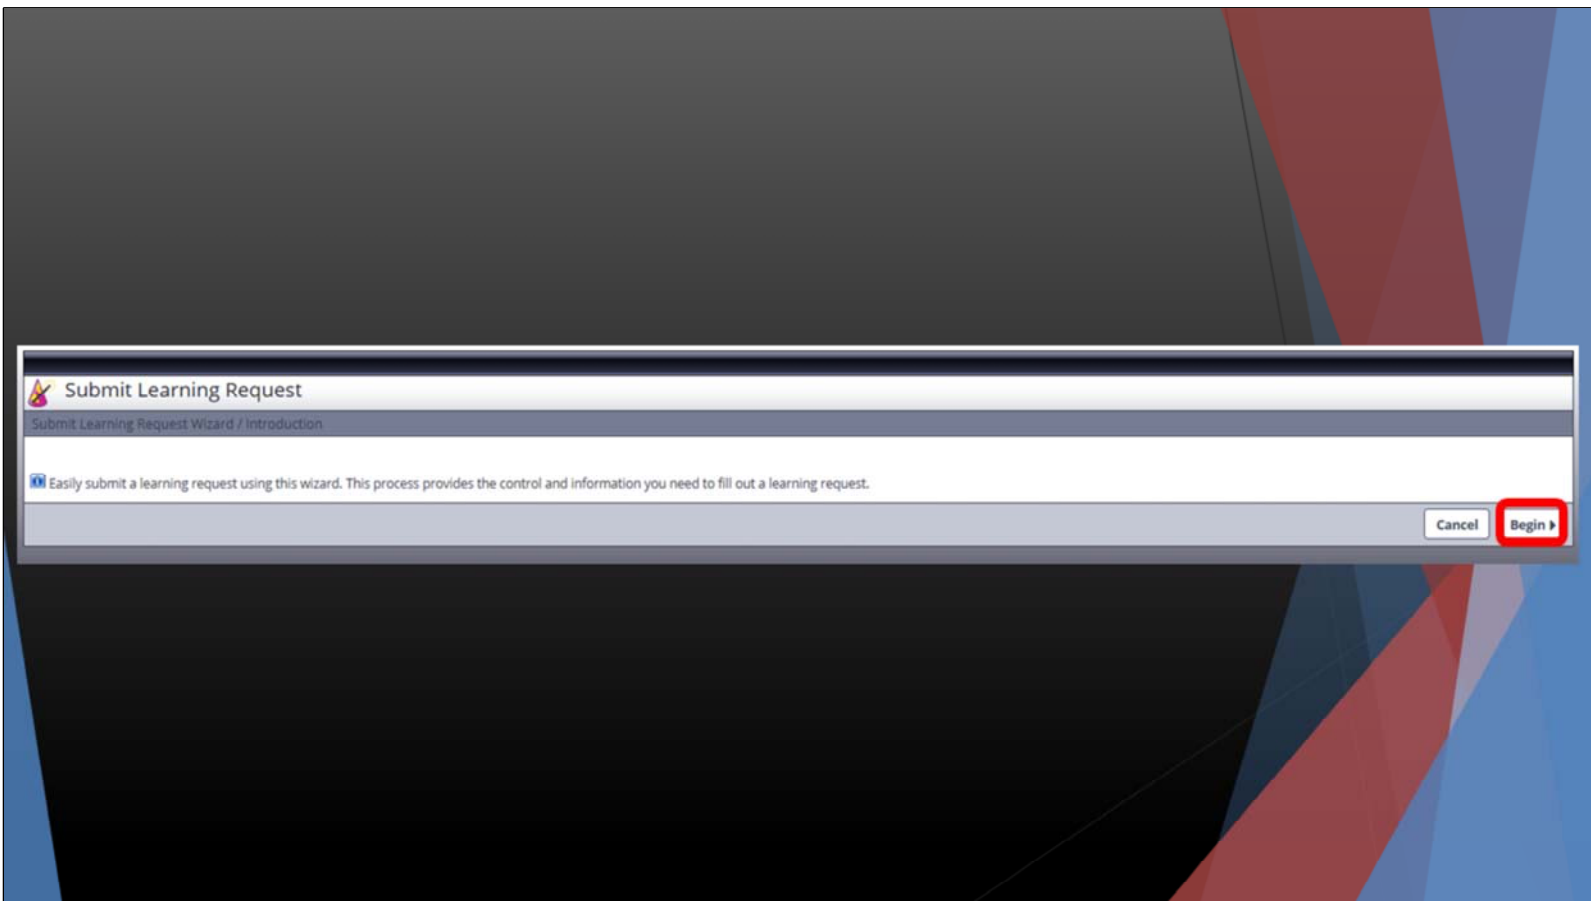 Submit Learning Request
Submit Learning Request Wizard / Introduction
Easily submit a learning request using this wizard. This process provides the control and information you need to fill out a learning request.
Cancel
Begin